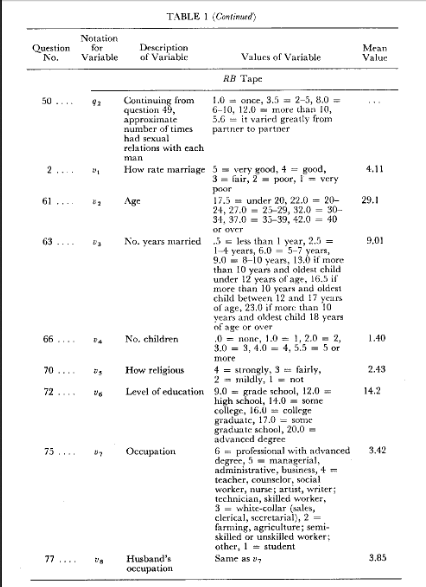 TABLE 1 (Continued)
Question No. Notation for Variable Description of Variable Values of Variable Mean Value
RB Tape
50 .... q₂ Continuing from question 49, approximate number of times had sexual relations with each man 1.0 = once, 3.5 = 2–5, 8.0 = 6–10, 12.0 = more than 10, 5.6 = it varied greatly from partner to partner ...
2 .... v₁ How rate marriage 5 = very good, 4 = good, 3 = fair, 2 = poor, 1 = very poor 4.11
61 .... v₂ Age 17.5 = under 20, 22.0 = 20–24, 27.0 = 25–29, 32.0 = 30–34, 37.0 = 35–39, 42.0 = 40 or over 29.1
63 .... v₃ No. years married .5 = less than 1 year, 2.5 = 1–4 years, 6.0 = 5–7 years, 9.0 = 8–10 years, 13.0 if more than 10 years and oldest child under 12 years of age, 16.5 if more than 10 years and oldest child between 12 and 17 years of age, 23.0 if more than 10 years and oldest child 18 years of age or over 9.01
66 .... v₄ No. children .0 = none, 1.0 = 1, 2.0 = 2, 3.0 = 3, 4.0 = 4, 5.5 = 5 or more 1.40
70 .... v₅ How religious 4 = strongly, 3 = fairly, 2 = mildly, 1 = not 2.43
72 .... v₆ Level of education 9.0 = grade school, 12.0 = high school, 14.0 = some college, 16.0 = college graduate, 17.0 = some graduate school, 20.0 = advanced degree 14.2
75 .... v₇ Occupation 6 = professional with advanced degree, 5 = managerial, administrative, business, 4 = teacher, counselor, social worker, nurse; artist, writer; technician, skilled worker, 3 = white-collar (sales, clerical, secretarial), 2 = farming, agriculture; semi-skilled or unskilled worker; other, 1 = student 3.42
77 .... v₈ Husband's occupation Same as v₇ 3.85